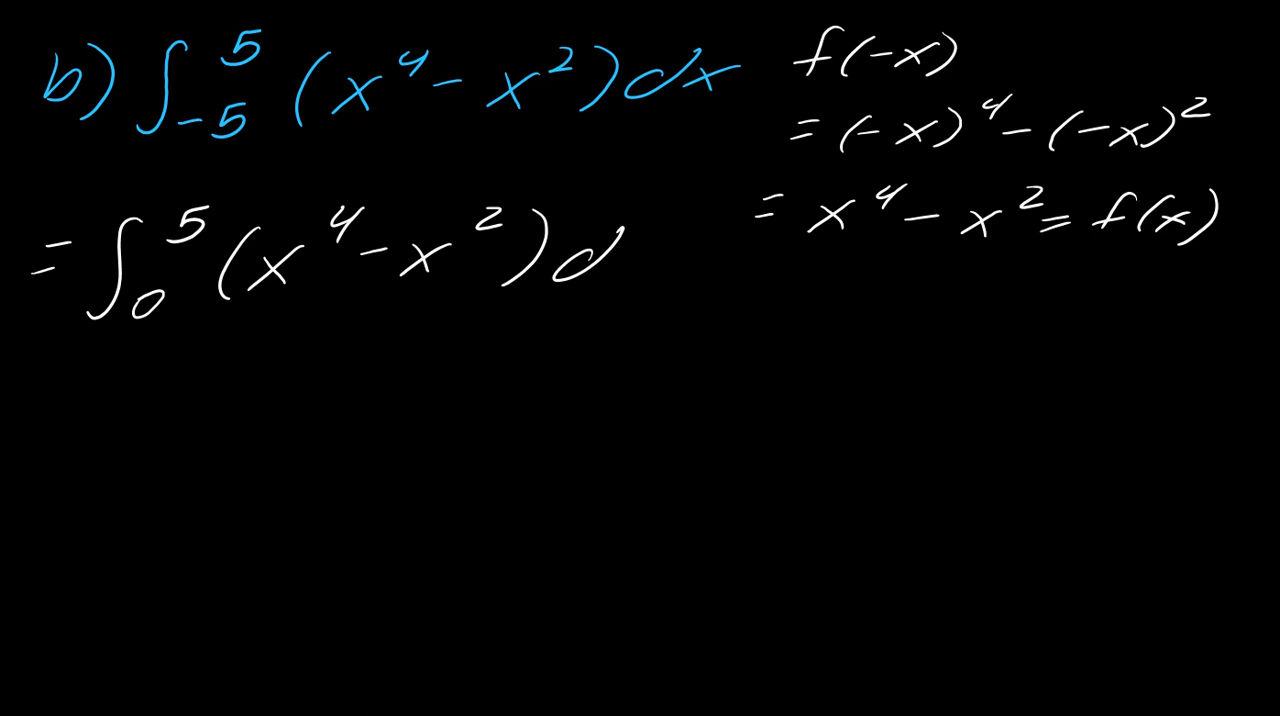 b) ∫₋₅⁵ (x⁴ - x²)dx
f(-x)
= (-x)⁴ - (-x)²
= x⁴ - x² = f(x)
= ∫₀⁵ (x⁴ - x²)d